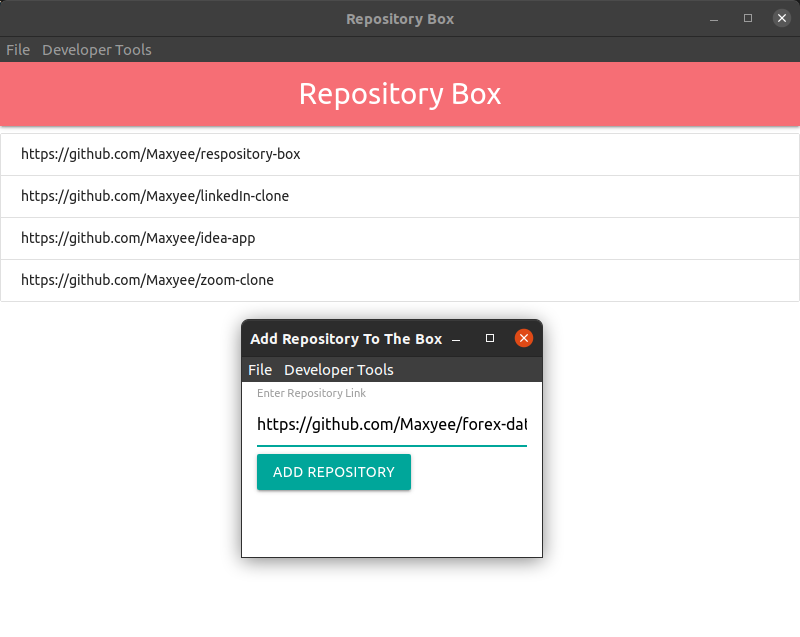 Repository Box
File Developer Tools
Repository Box
https://github.com/Maxyee/respository-box
https://github.com/Maxyee/linkedIn-clone
https://github.com/Maxyee/idea-app
https://github.com/Maxyee/zoom-clone
Add Repository To The Box
File Developer Tools
Enter Repository Link
https://github.com/Maxyee/forex-dat
ADD REPOSITORY